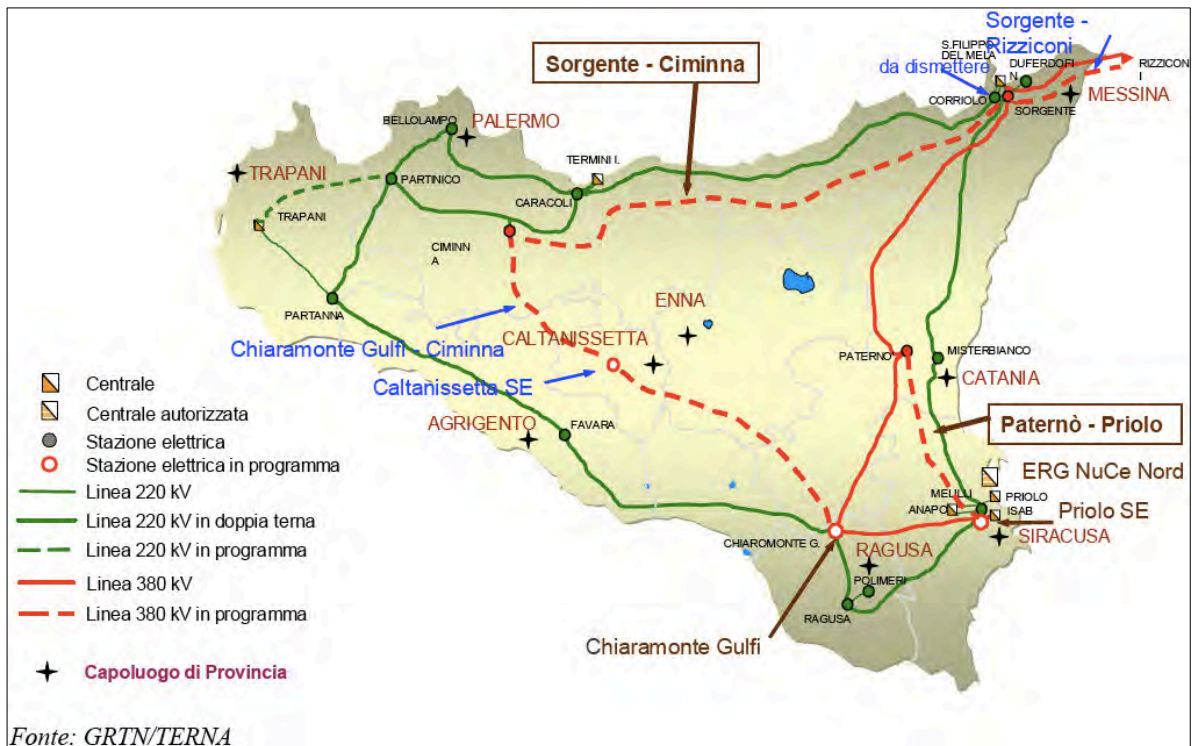 Sorgente -
Rizziconi
Sorgente - Ciminna
S.FILIPPO
DEL MELA
DUFERDOFI
N
RIZZICON
I
da dismettere
MESSINA
CORRIOLO
SORGENTE
BELLOLAMPO
PALERMO
TERMINI I.
TRAPANI
PARTINICO
CARACOLI
TRAPANI
CIMINN
A
ENNA
PARTANNA
CALTANISSETTA
Chiaramonte Gulfi - Ciminna
PATERNO'
MISTERBIANCO
CATANIA
Caltanissetta SE
Centrale
Centrale autorizzata
Stazione elettrica
Stazione elettrica in programma
Linea 220 kV
Linea 220 kV in doppia terna
Linea 220 kV in programma
Linea 380 kV
Linea 380 kV in programma
Capoluogo di Provincia
AGRIGENTO
FAVARA
Paternò - Priolo
ERG NuCe Nord
MELILLI
PRIOLO
ANAPO
ISAB
Priolo SE
SIRACUSA
CHIAROMONTE G.
RAGUSA
POLIMERI
RAGUSA
Chiaramonte Gulfi
Fonte: GRTN/TERNA